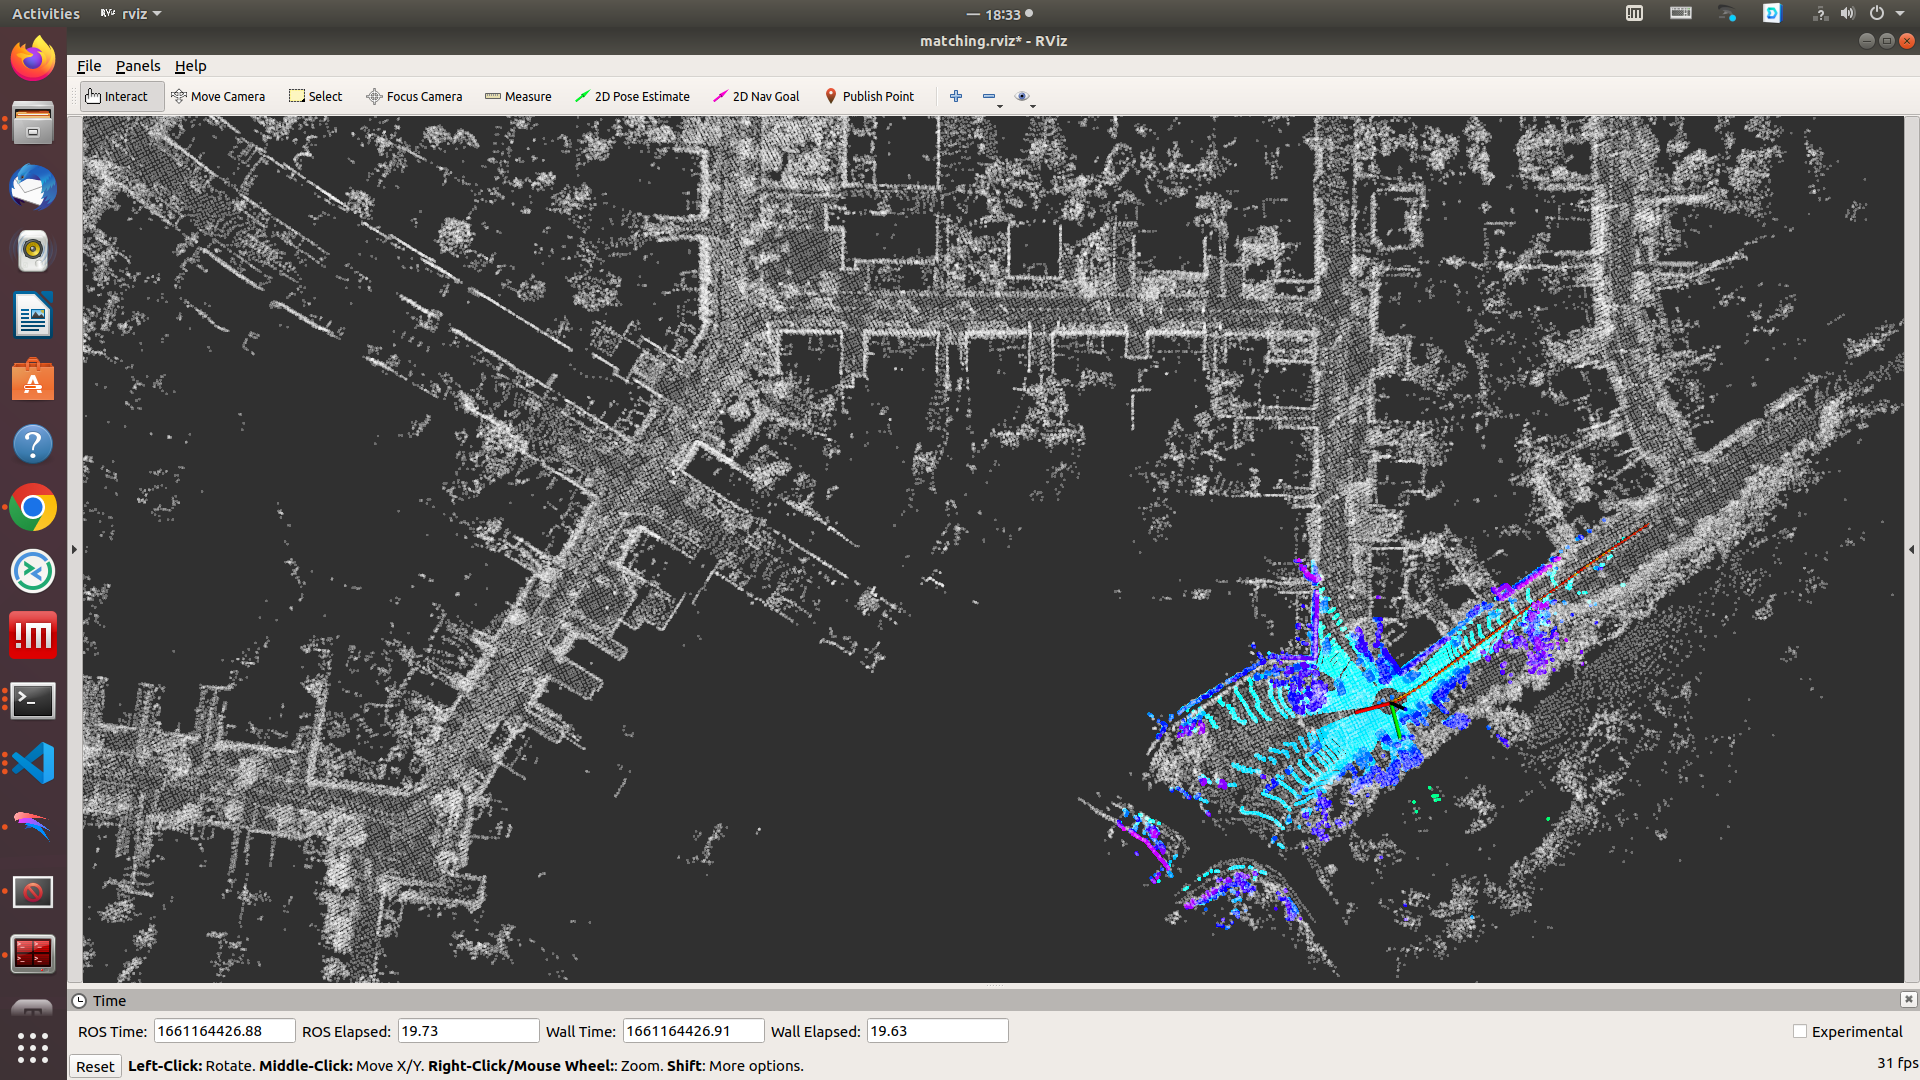 Activities
RViz
rviz
18:33
matching.rviz* - RViz
File Panels Help
Interact Move Camera Select Focus Camera Measure 2D Pose Estimate 2D Nav Goal Publish Point
Time
ROS Time: 1661164426.88 ROS Elapsed: 19.73 Wall Time: 1661164426.91 Wall Elapsed: 19.63 Experimental
Reset Left-Click: Rotate. Middle-Click: Move X/Y. Right-Click/Mouse Wheel:: Zoom. Shift: More options. 31 fps